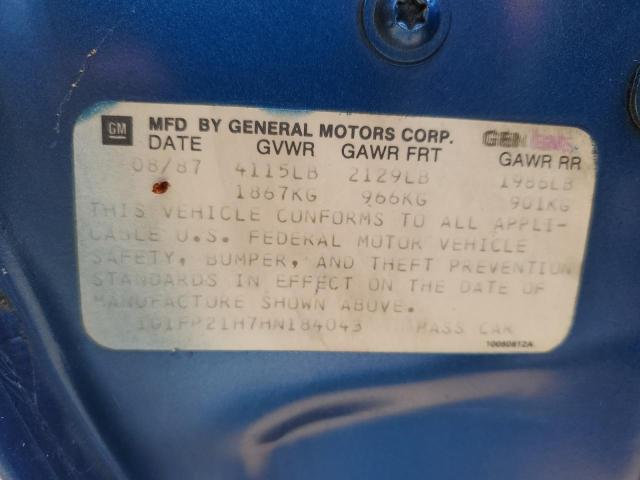 GM MFD BY GENERAL MOTORS CORP. GEN
DATE GVWR GAWR FRT GAWR RR
08/87 4115LB 2129LB 1986LB
1867KG 966KG 901KG
THIS VEHICLE CONFORMS TO ALL APPLI-
CABLE U.S. FEDERAL MOTOR VEHICLE
SAFETY, BUMPER, AND THEFT PREVENTION
STANDARDS IN EFFECT ON THE DATE OF
MANUFACTURE SHOWN ABOVE.
1G1FP21H7HN184043 PASS CAR
10080812A